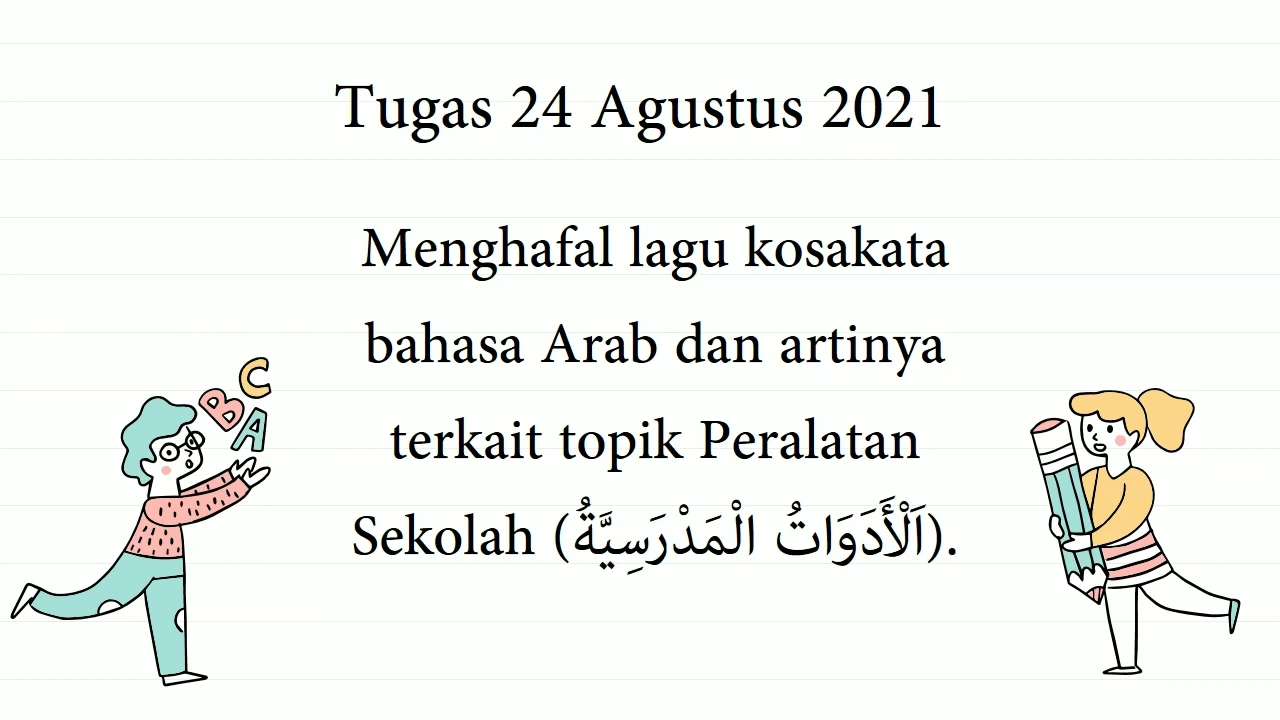 Tugas 24 Agustus 2021
Menghafal lagu kosakata
bahasa Arab dan artinya
terkait topik Peralatan
Sekolah (اَلْأَدَوَاتُ الْمَدْرَسِيَّةُ).
C
B
A